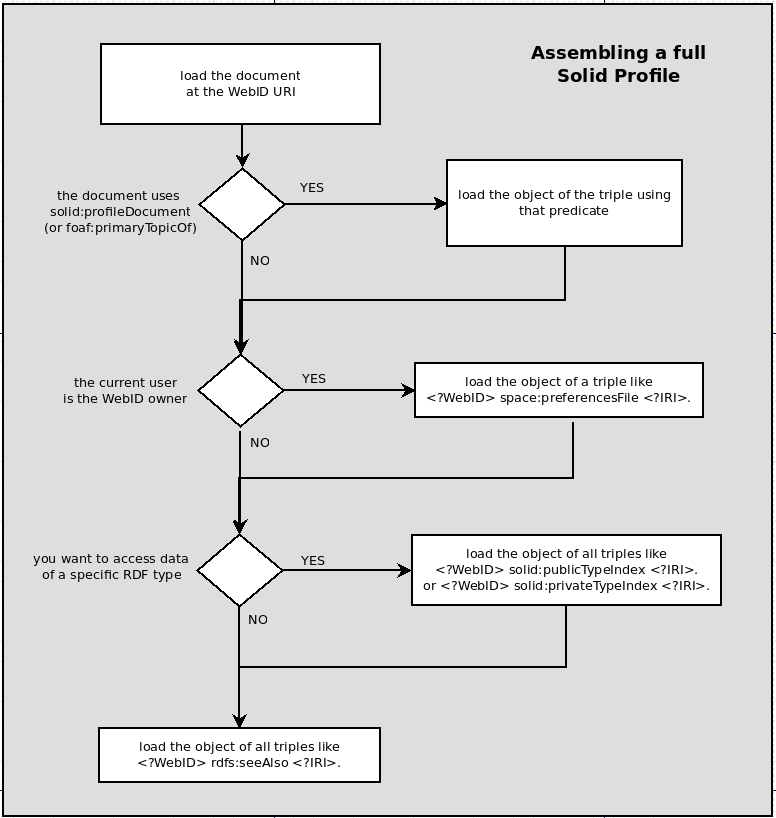 Assembling a full
Solid Profile
load the document
at the WebID URI
the document uses
solid:profileDocument
(or foaf:primaryTopicOf)
YES
load the object of the triple using
that predicate
NO
the current user
is the WebID owner
YES
load the object of a triple like
<?WebID> space:preferencesFile <?IRI>.
NO
you want to access data
of a specific RDF type
YES
load the object of all triples like
<?WebID> solid:publicTypeIndex <?IRI>.
or <?WebID> solid:privateTypeIndex <?IRI>.
NO
load the object of all triples like
<?WebID> rdfs:seeAlso <?IRI>.